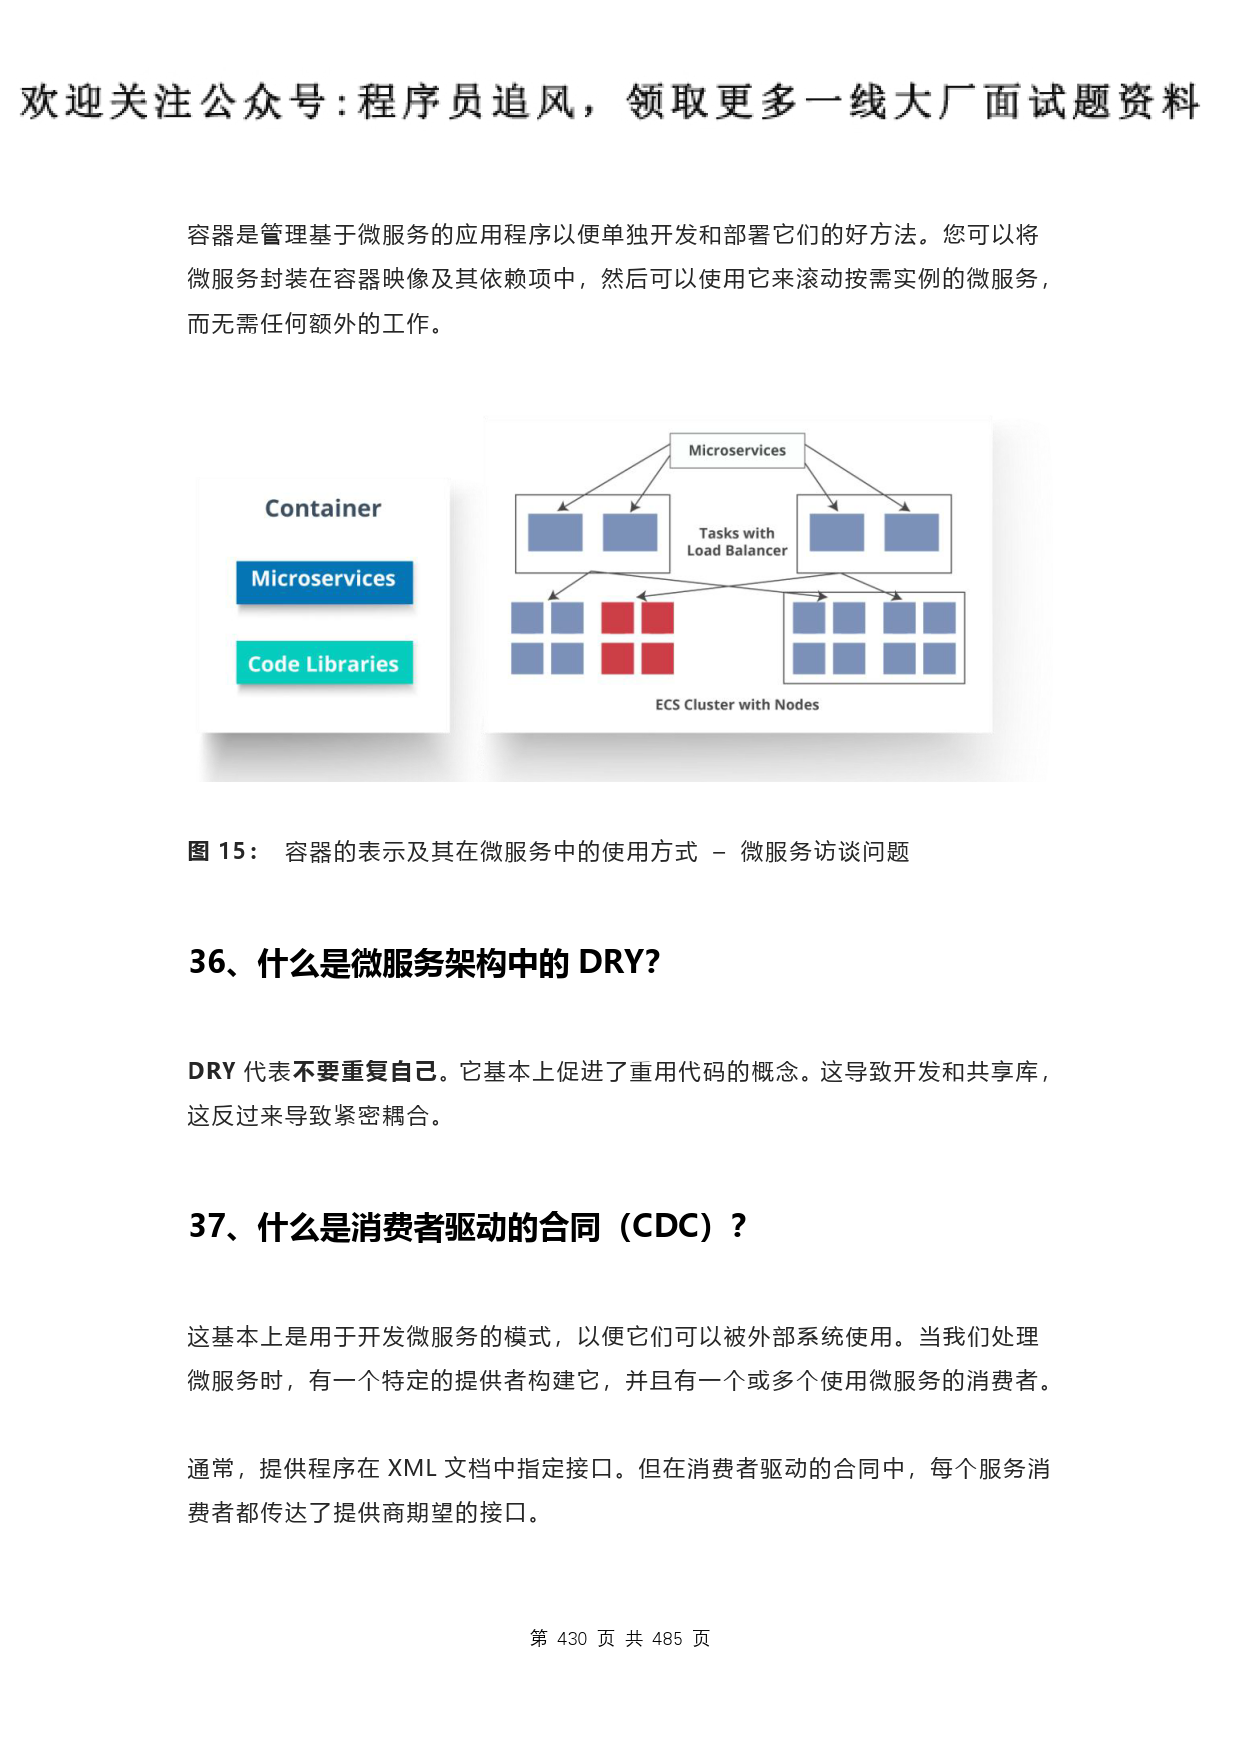 欢迎关注公众号:程序员追风，领取更多一线大厂面试题资料
容器是管理基于微服务的应用程序以便单独开发和部署它们的好方法。您可以将
微服务封装在容器映像及其依赖项中，然后可以使用它来滚动按需实例的微服务，
而无需任何额外的工作。
Container
Microservices
Code Libraries
Microservices
Tasks with
Load Balancer
ECS Cluster with Nodes
图 15： 容器的表示及其在微服务中的使用方式 – 微服务访谈问题
36、什么是微服务架构中的 DRY？
DRY 代表不要重复自己。它基本上促进了重用代码的概念。这导致开发和共享库，
这反过来导致紧密耦合。
37、什么是消费者驱动的合同（CDC）？
这基本上是用于开发微服务的模式，以便它们可以被外部系统使用。当我们处理
微服务时，有一个特定的提供者构建它，并且有一个或多个使用微服务的消费者。
通常，提供程序在 XML 文档中指定接口。但在消费者驱动的合同中，每个服务消
费者都传达了提供商期望的接口。
第 430 页 共 485 页